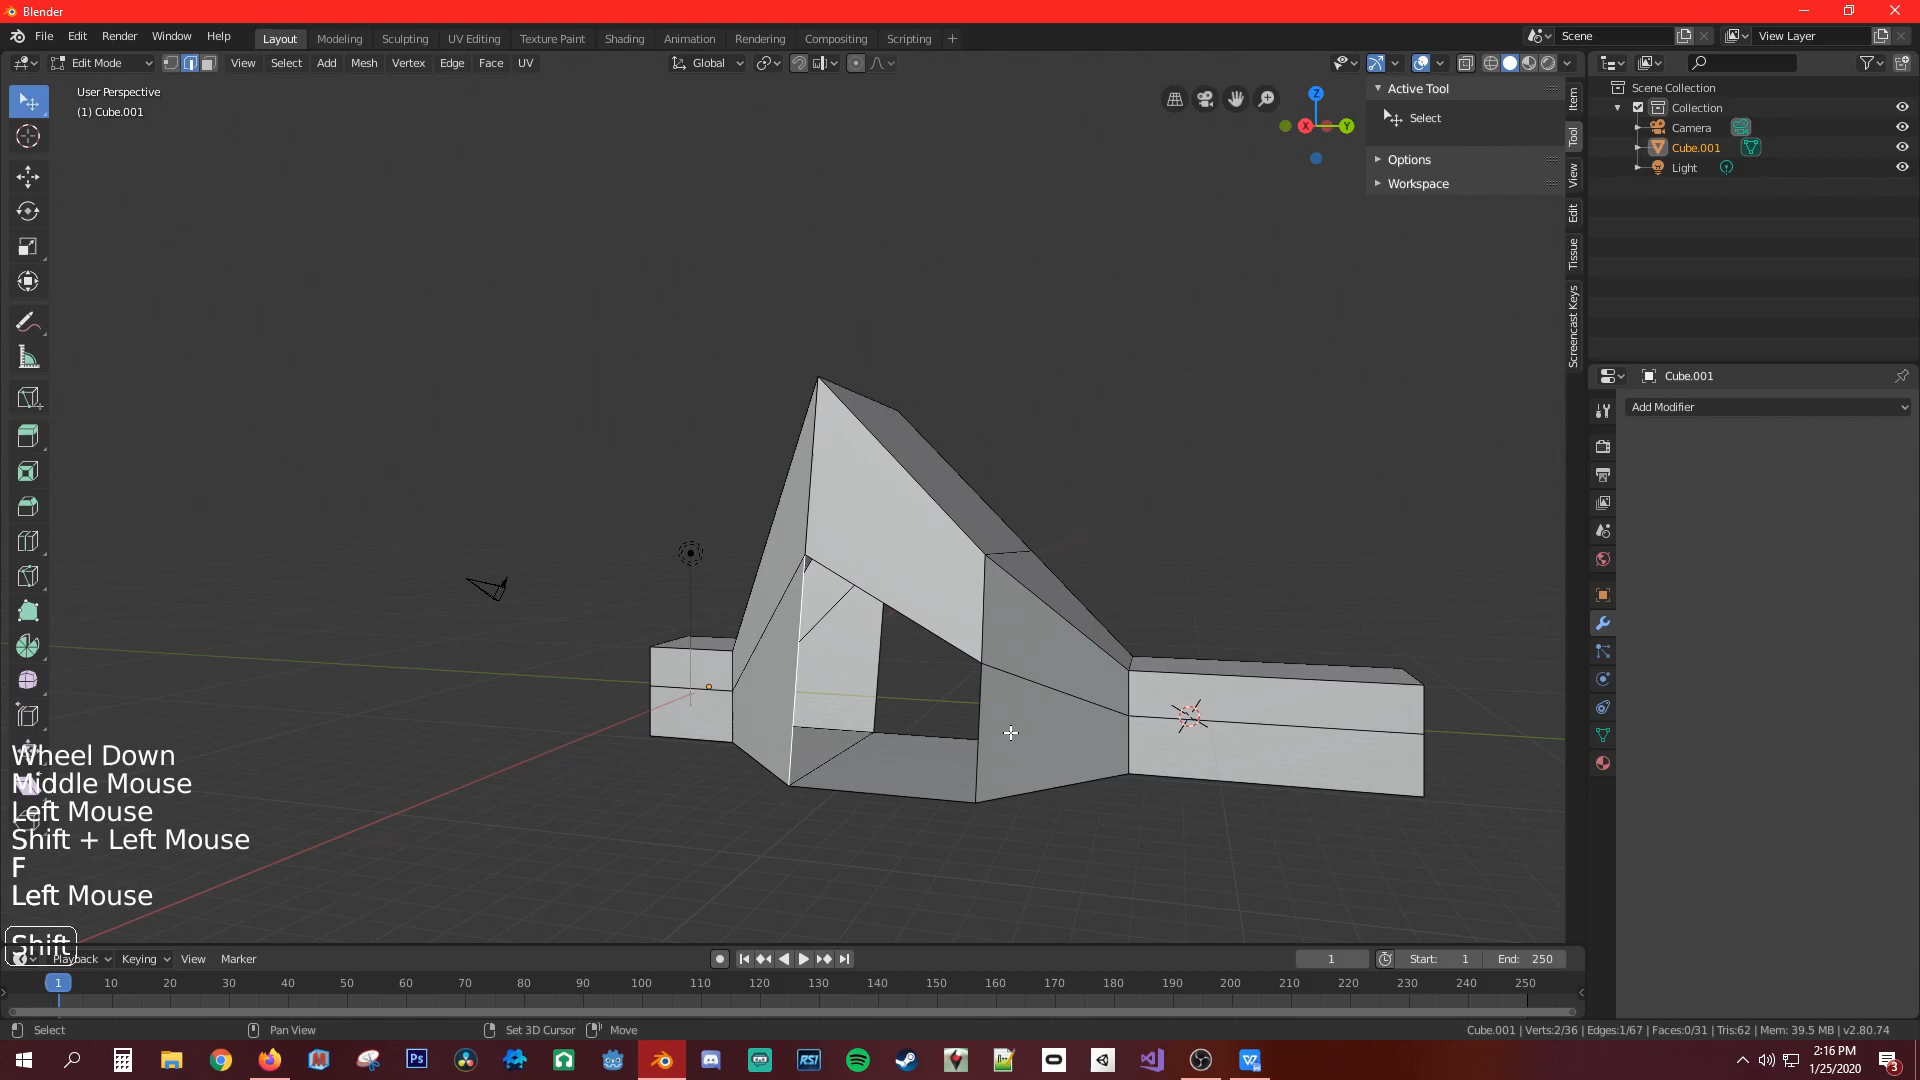 Blender
File Edit Render Window Help
Layout Modeling Sculpting UV Editing Texture Paint Shading Animation Rendering Compositing Scripting
Scene
View Layer
Edit Mode View Select Add Mesh Vertex Edge Face UV
Global
User Perspective
(1) Cube.001
Z
X
Y
Active Tool
Select
Options
Workspace
Item
Tool
View
Edit
Tissue
Screencast Keys
Scene Collection
Collection
Camera
Cube.001
Light
Cube.001
Add Modifier
Wheel Down
Middle Mouse
Left Mouse
Shift + Left Mouse
F
Left Mouse
Shift
Playback Keying View Marker
1
Start: 1
End: 250
1 10 20 30 40 50 60 70 80 90 100 110 120 130 140 150 160 170 180 190 200 210 220 230 240 250
Select
Pan View
Set 3D Cursor
Move
Cube.001 | Verts:2/36 | Edges:1/67 | Faces:0/31 | Tris:62 | Mem: 39.5 MB | v2.80.74
Ps
RSI
2:16 PM
1/25/2020
3